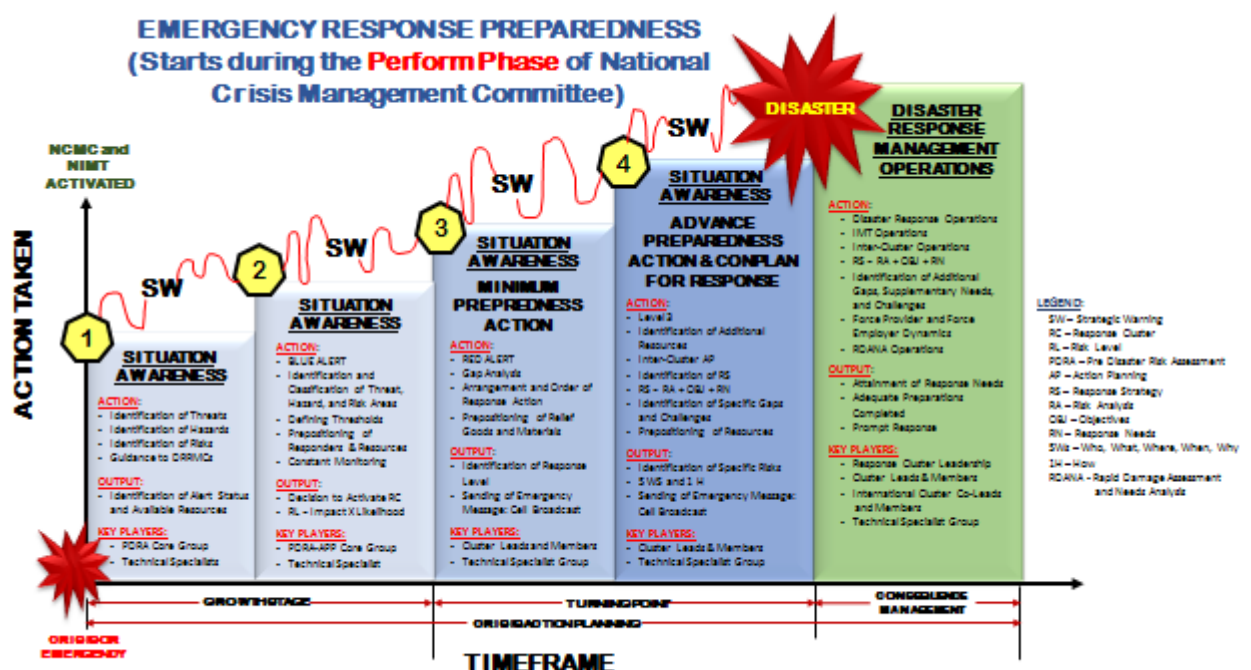 EMERGENCY RESPONSE PREPAREDNESS
(Starts during the Perform Phase of National
Crisis Management Committee)
NCMC and
NIMT
ACTIVATED
ACTION TAKEN
1
SW
2
SW
3
SW
4
SW
DISASTER
SITUATION
AWARENESS
ACTION:
- Identification of Threats
- Identification of Hazards
- Identification of Risks
- Guidance to DRRMCs
OUTPUT:
- Identification of Alert Status
and Available Resources
KEY PLAYERS:
- PDRA Core Group
- Technical Specialists
SITUATION
AWARENESS
ACTION:
- BLUE ALERT
- Identification and
Classification of Threat,
Hazard, and Risk Areas
- Defining Thresholds
- Prepositioning of
Responders & Resources
- Constant Monitoring
OUTPUT:
- Decision to Activate RC
- RL – Impact X Likelihood
KEY PLAYERS:
- PDRA-APP Core Group
- Technical Specialist
SITUATION
AWARENESS
MINIMUM
PREPREDNESS
ACTION
ACTION:
- RED ALERT
- Gap Analysis
- Arrangement and Order of
Response Action
- Prepositioning of Relief
Goods and Materials
OUTPUT:
- Identification of Response
Level
- Sending of Emergency
Message: Cell Broadcast
KEY PLAYERS:
- Cluster Leads and Members
- Technical Specialist Group
SITUATION
AWARENESS
ADVANCE
PREPAREDNESS
ACTION & CONPLAN
FOR RESPONSE
ACTION:
- Level 3
- Identification of Additional
Resources
- Inter-Cluster AP
- Identification of RS
- RS – RA + OBJ + RN
- Identification of Specific Gaps
and Challenges
- Prepositioning of Resources
OUTPUT:
- Identification of Specific Risks
- 5WS and 1 H
- Sending of Emergency Message:
Cell Broadcast
KEY PLAYERS:
- Cluster Leads & Members
- Technical Specialist Group
DISASTER
RESPONSE
MANAGEMENT
OPERATIONS
ACTION:
- Disaster Response Operations
- IMT Operations
- Inter-Cluster Operations
- RS – RA + OBJ + RN
- Identification of Additional
Gaps, Supplementary Needs,
and Challenges
- Force Provider and Force
Employer Dynamics
- RDANA Operations
OUTPUT:
- Attainment of Response Needs
- Adequate Preparations
Completed
- Prompt Response
KEY PLAYERS:
- Response Cluster Leadership
- Cluster Leads & Members
- International Cluster Co-Leads
and Members
- Technical Specialist Group
LEGEND:
SW – Strategic Warning
RC – Response Cluster
RL – Risk Level
PDRA – Pre Disaster Risk Assessment
AP – Action Planning
RS – Response Strategy
RA – Risk Analysis
OBJ – Objectives
RN – Response Needs
5Ws – Who, What, Where, When, Why
1H – How
RDANA - Rapid Damage Assessment
and Needs Analysis
GROWTH STAGE
TURNING POINT
CONSEQUENCE
MANAGEMENT
CRISIS ACTION PLANNING
CRISIS OR
EMERGENCY
TIMEFRAME